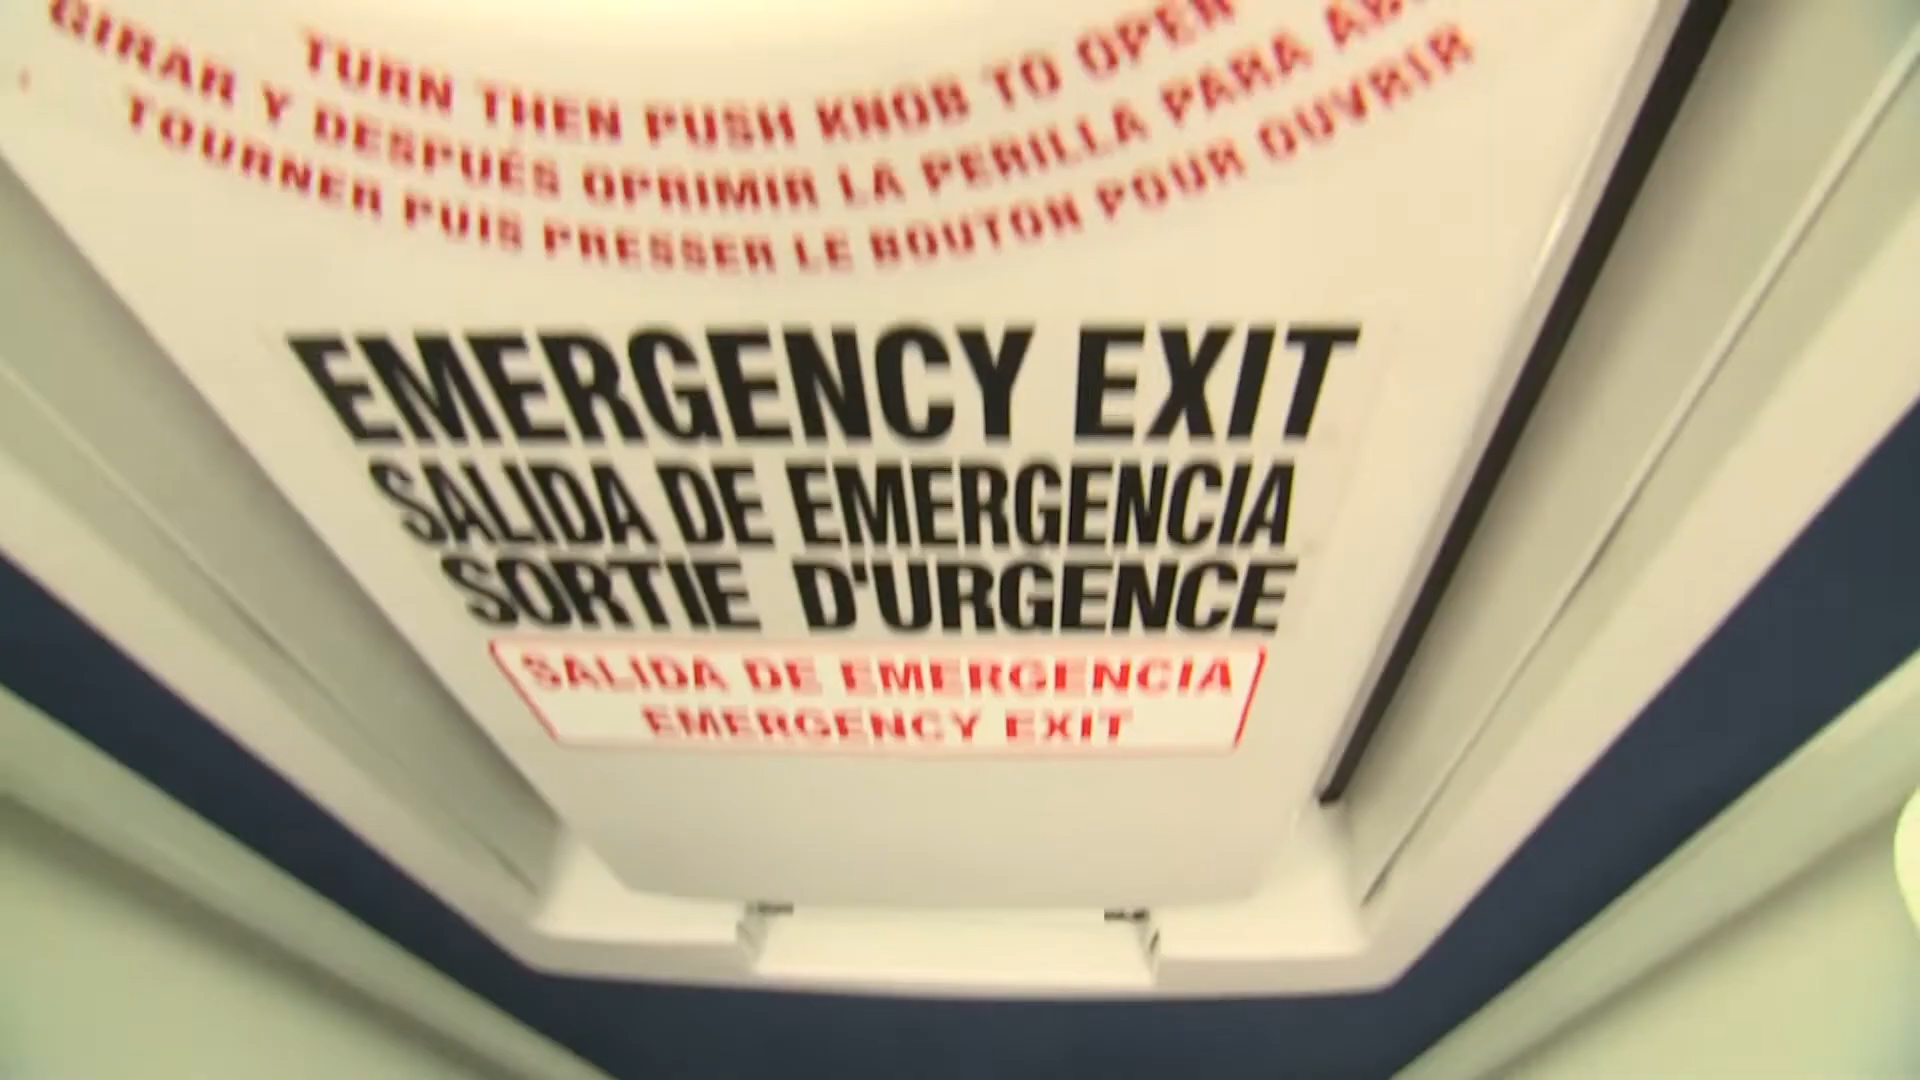 TURN THEN PUSH KNOB TO OPEN
GIRAR Y DESPUÉS OPRIMIR LA PERILLA PARA
TOURNER PUIS PRESSER LE BOUTON POUR OUVRIR
EMERGENCY EXIT
SALIDA DE EMERGENCIA
SORTIE D'URGENCE
SALIDA DE EMERGENCIA
EMERGENCY EXIT